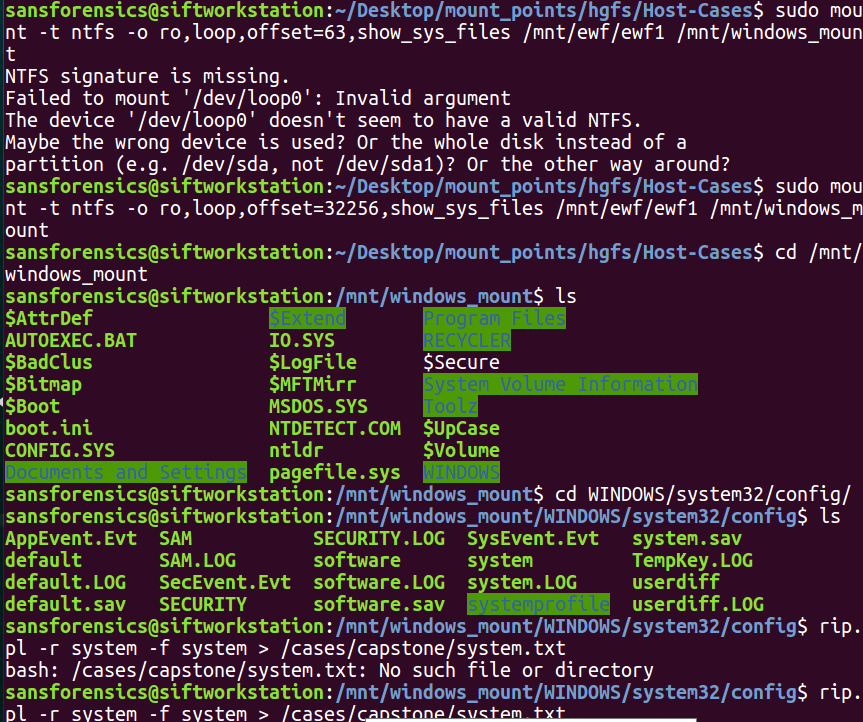 sansforensics@siftworkstation:~/Desktop/mount_points/hgfs/Host-Cases$ sudo mou
nt -t ntfs -o ro,loop,offset=63,show_sys_files /mnt/ewf/ewf1 /mnt/windows_moun
t
NTFS signature is missing.
Failed to mount '/dev/loop0': Invalid argument
The device '/dev/loop0' doesn't seem to have a valid NTFS.
Maybe the wrong device is used? Or the whole disk instead of a
partition (e.g. /dev/sda, not /dev/sda1)? Or the other way around?
sansforensics@siftworkstation:~/Desktop/mount_points/hgfs/Host-Cases$ sudo mou
nt -t ntfs -o ro,loop,offset=32256,show_sys_files /mnt/ewf/ewf1 /mnt/windows_m
ount
sansforensics@siftworkstation:~/Desktop/mount_points/hgfs/Host-Cases$ cd /mnt/
windows_mount
sansforensics@siftworkstation:/mnt/windows_mount$ ls
$AttrDef $Extend Program Files
AUTOEXEC.BAT IO.SYS RECYCLER
$BadClus $LogFile $Secure
$Bitmap $MFTMirr System Volume Information
$Boot MSDOS.SYS Toolz
boot.ini NTDETECT.COM $UpCase
CONFIG.SYS ntldr $Volume
Documents and Settings pagefile.sys WINDOWS
sansforensics@siftworkstation:/mnt/windows_mount$ cd WINDOWS/system32/config/
sansforensics@siftworkstation:/mnt/windows_mount/WINDOWS/system32/config$ ls
AppEvent.Evt SAM SECURITY.LOG SysEvent.Evt system.sav
default SAM.LOG software system TempKey.LOG
default.LOG SecEvent.Evt software.LOG system.LOG userdiff
default.sav SECURITY software.sav systemprofile userdiff.LOG
sansforensics@siftworkstation:/mnt/windows_mount/WINDOWS/system32/config$ rip.
pl -r system -f system > /cases/capstone/system.txt
bash: /cases/capstone/system.txt: No such file or directory
sansforensics@siftworkstation:/mnt/windows_mount/WINDOWS/system32/config$ rip.
pl -r system -f system > /cases/capstone/system.txt